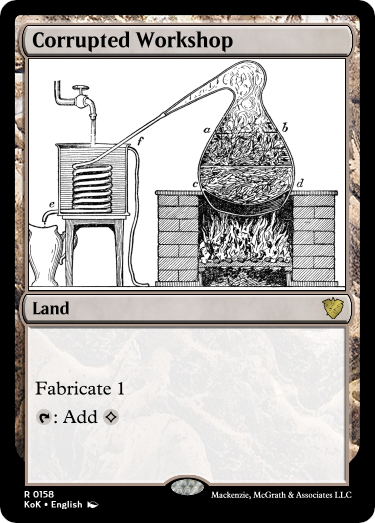 Corrupted Workshop
a
b
f
c
d
e
Land
Fabricate 1
: Add
R 0158
KoK • English
Mackenzie, McGrath & Associates LLC